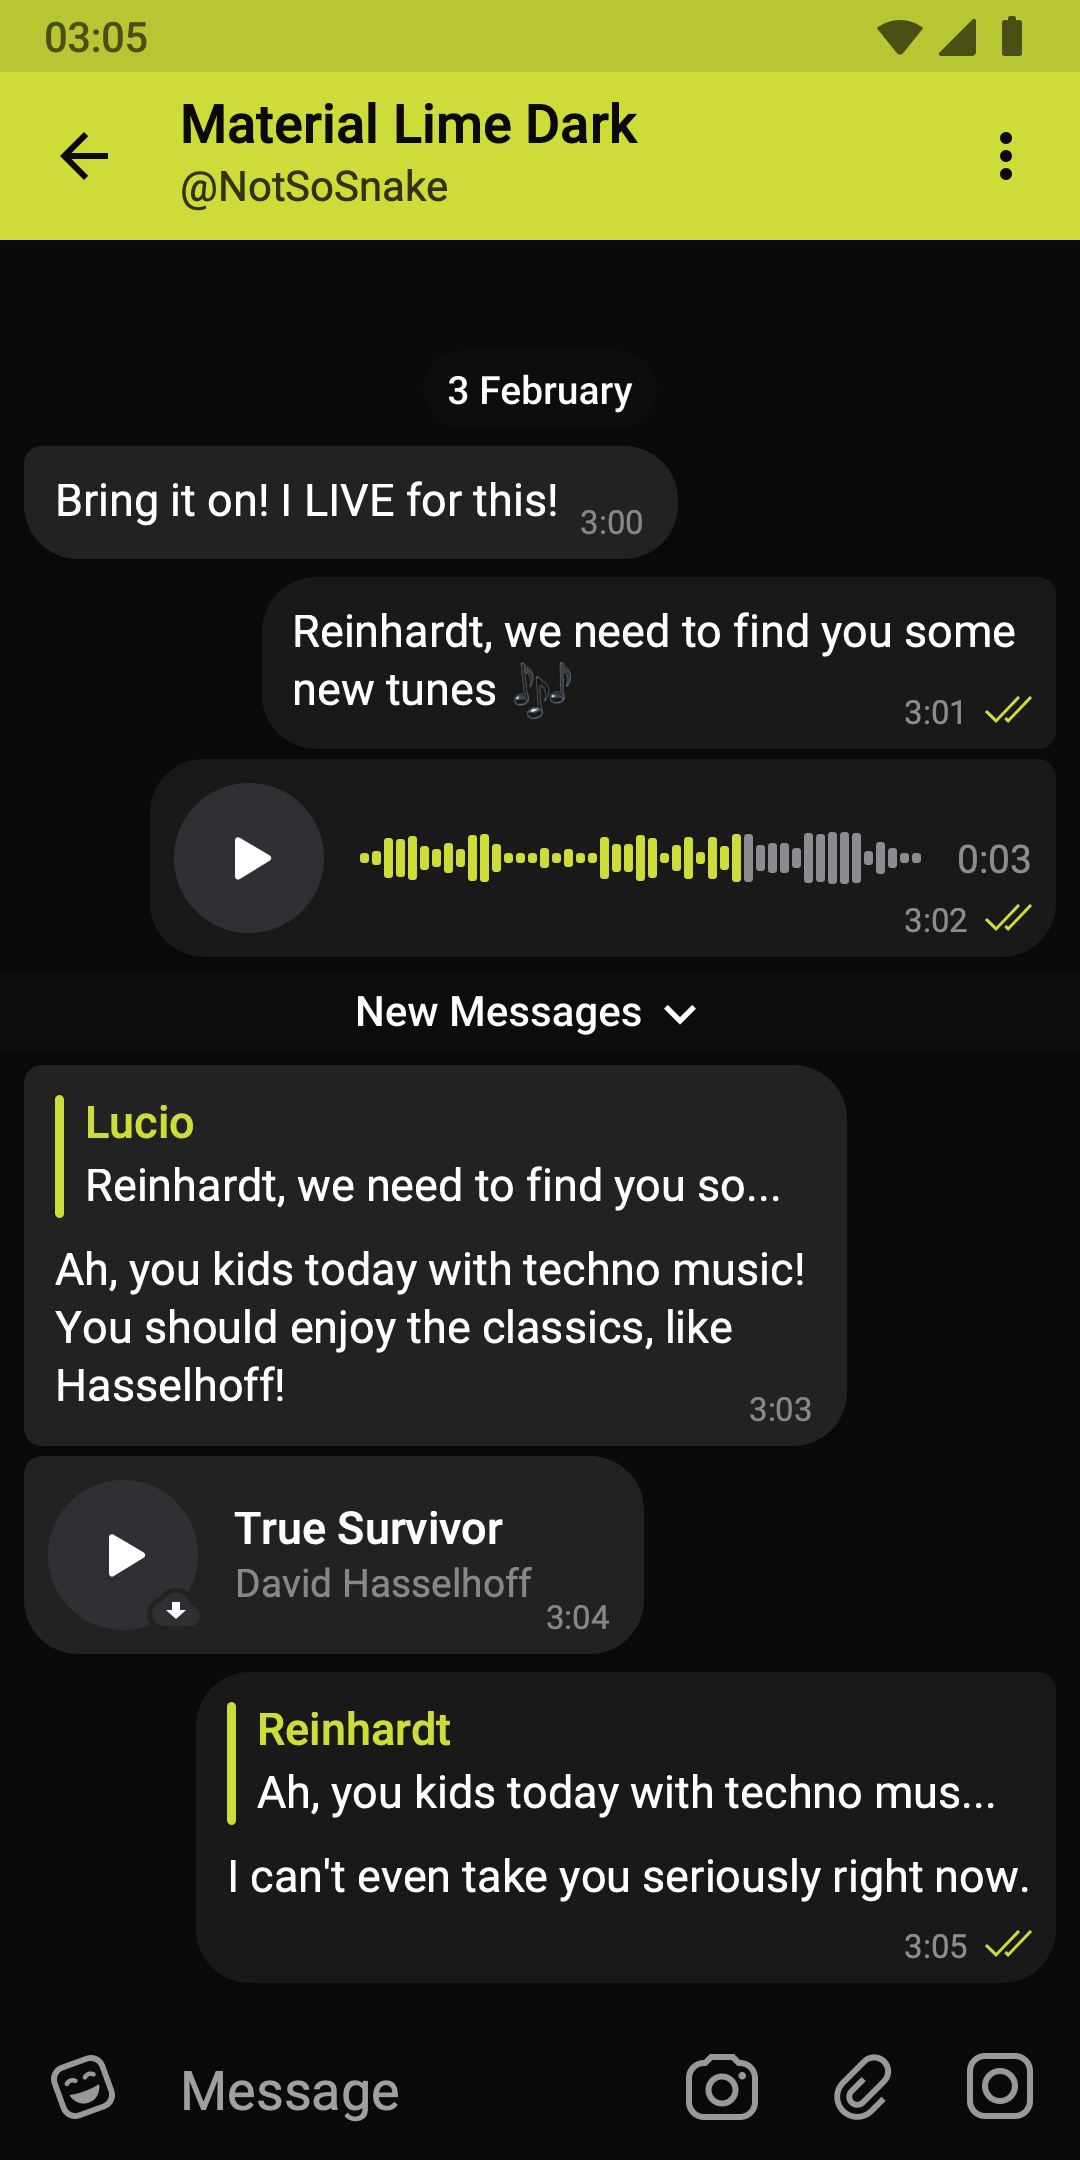 03:05
Material Lime Dark
@NotSoSnake
3 February
Bring it on! I LIVE for this!
3:00
Reinhardt, we need to find you some
new tunes 🎶
3:01
0:03
3:02
New Messages
Lucio
Reinhardt, we need to find you so...
Ah, you kids today with techno music!
You should enjoy the classics, like
Hasselhoff!
3:03
True Survivor
David Hasselhoff
3:04
Reinhardt
Ah, you kids today with techno mus...
I can't even take you seriously right now.
3:05
Message